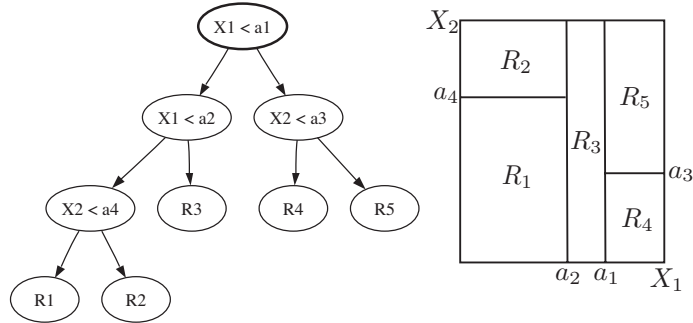 X1 < a1
X1 < a2
X2 < a3
X2 < a4
R3
R4
R5
R1
R2
X₂
R₂
a₄
R₅
R₃
R₁
a₃
R₄
a₂
a₁
X₁